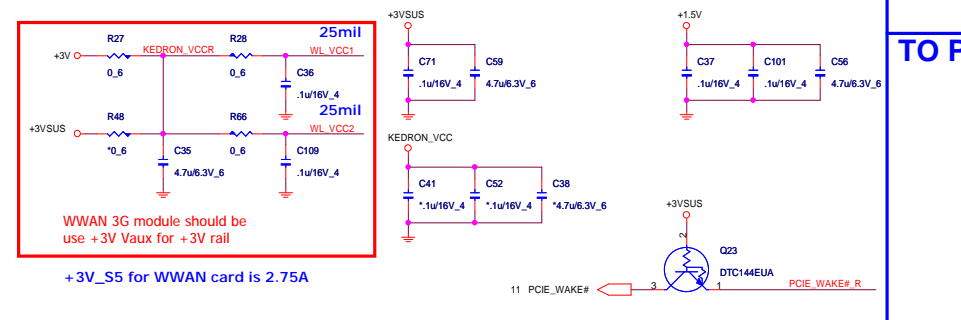 +3VSUS
+1.5V
25mil
R27
R28
+3V
KEDRON_VCCR
WL_VCC1
0_6
0_6
C36
.1u/16V_4
C71
.1u/16V_4
C59
4.7u/6.3V_6
C37
.1u/16V_4
C101
.1u/16V_4
C56
4.7u/6.3V_6
TO P
25mil
R48
R66
+3VSUS
WL_VCC2
*0_6
0_6
C35
4.7u/6.3V_6
C109
.1u/16V_4
KEDRON_VCC
C41
*.1u/16V_4
C52
*.1u/16V_4
C38
*4.7u/6.3V_6
WWAN 3G module should be
use +3V Vaux for +3V rail
+3V_S5 for WWAN card is 2.75A
+3VSUS
2
Q23
DTC144EUA
11 PCIE_WAKE#
3
1
PCIE_WAKE#_R